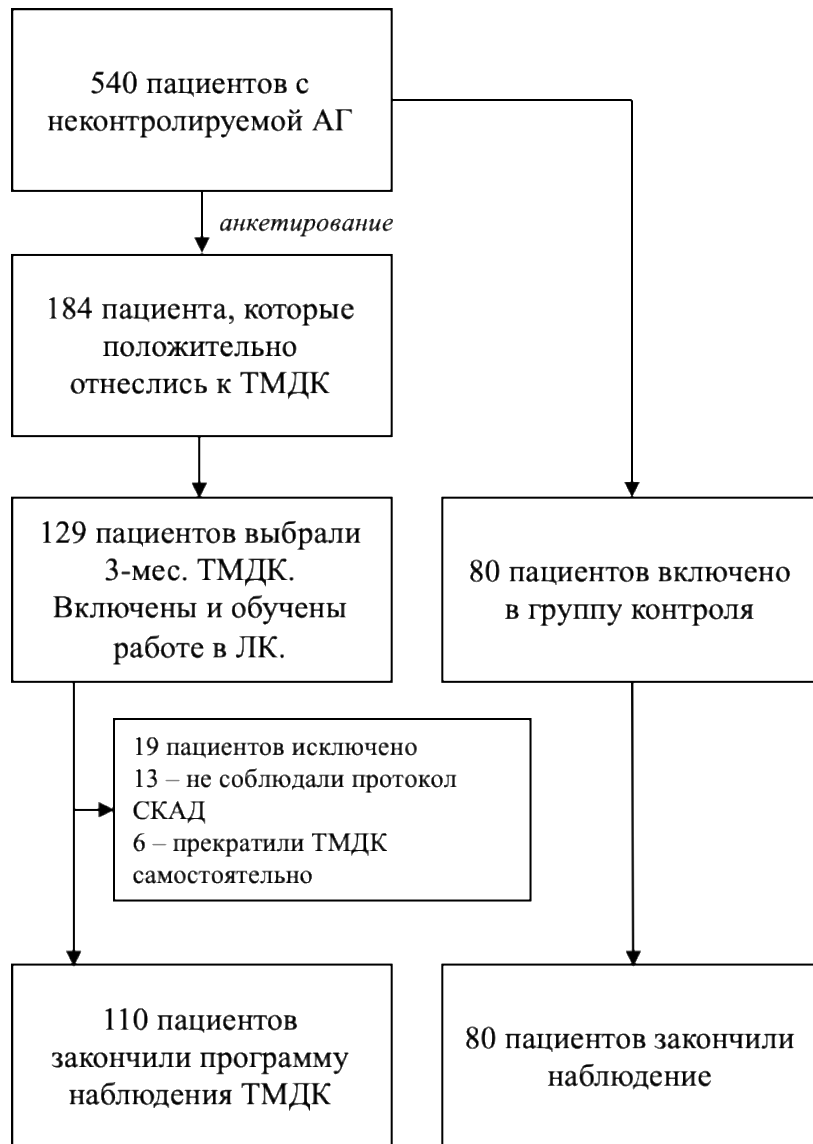 540 пациентов с
неконтролируемой АГ
анкетирование
184 пациента, которые
положительно
отнеслись к ТМДК
129 пациентов выбрали
3-мес. ТМДК.
Включены и обучены
работе в ЛК.
80 пациентов включено
в группу контроля
19 пациентов исключено
13 – не соблюдали протокол
СКАД
6 – прекратили ТМДК
самостоятельно
110 пациентов
закончили программу
наблюдения ТМДК
80 пациентов закончили
наблюдение